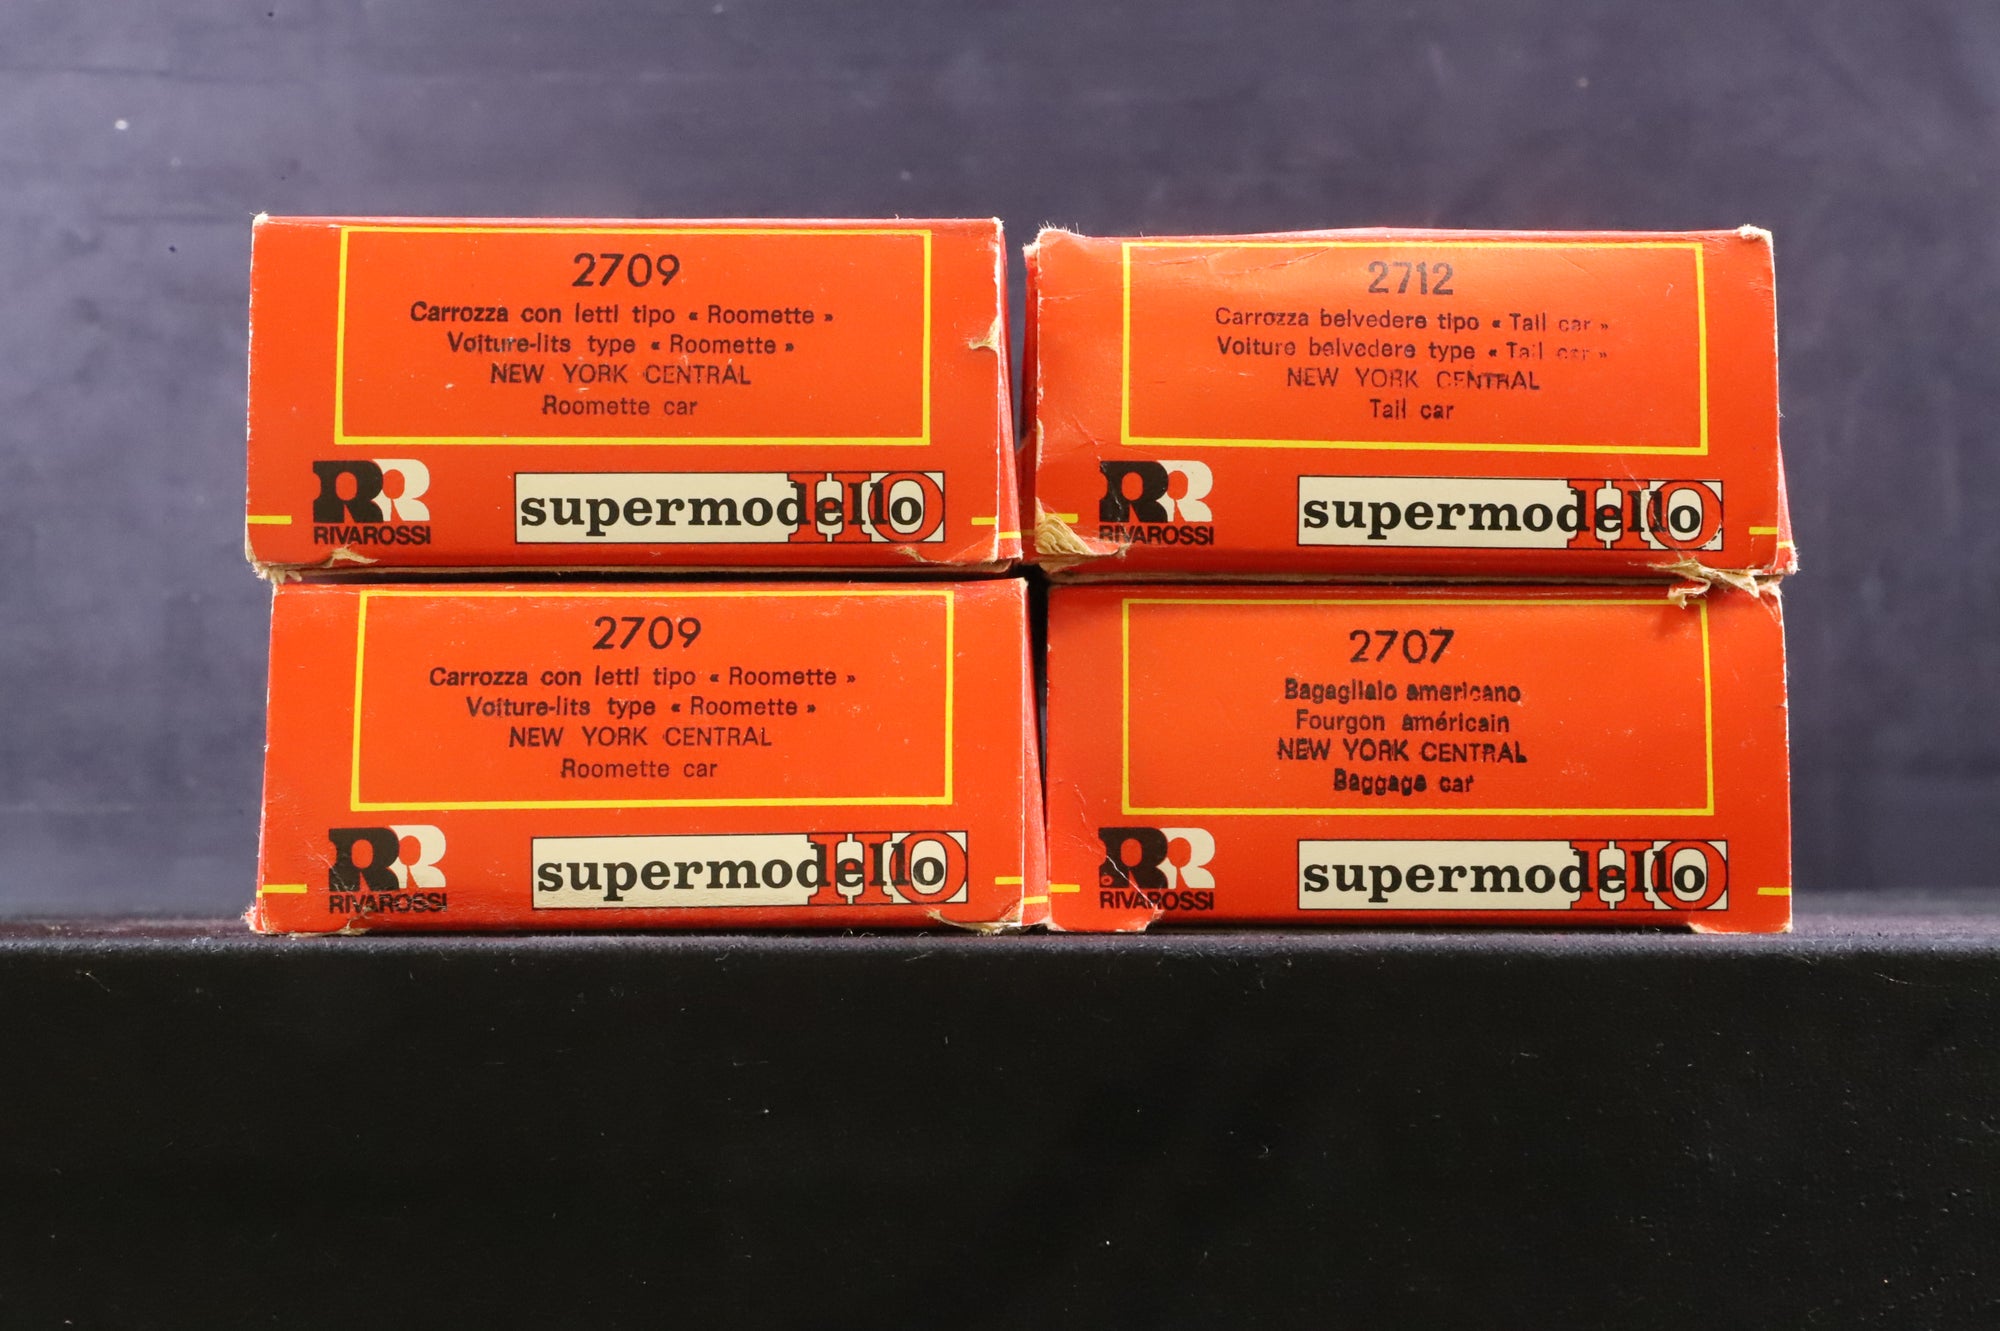 2709
Carrozza con letti tipo « Roomette »
Voiture-lits type « Roomette »
NEW YORK CENTRAL
Roomette car
RR
RIVAROSSI
supermodello HO
2712
Carrozza belvedere tipo « Tail car »
Voiture belvedere type « Tail car »
NEW YORK CENTRAL
Tail car
RR
RIVAROSSI
supermodello HO
2709
Carrozza con letti tipo « Roomette »
Voiture-lits type « Roomette »
NEW YORK CENTRAL
Roomette car
RR
RIVAROSSI
supermodello HO
2707
Bagagliaio americano
Fourgon américain
NEW YORK CENTRAL
Baggage car
RR
RIVAROSSI
supermodello HO